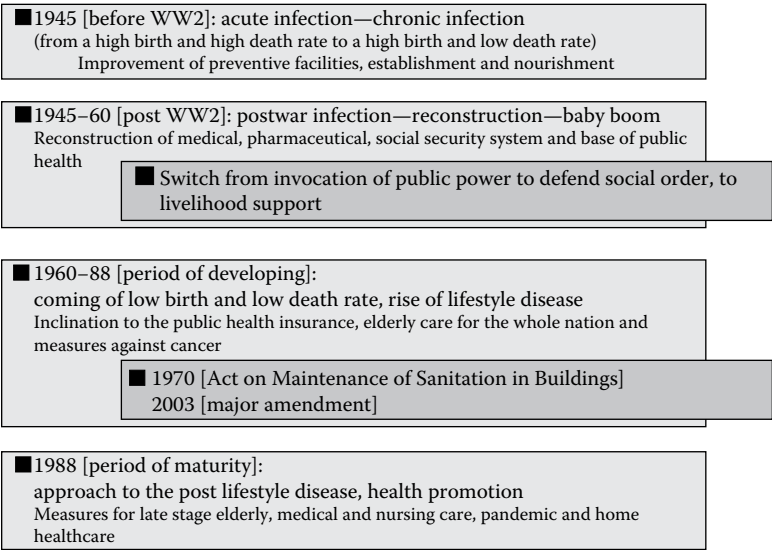 ■1945 [before WW2]: acute infection—chronic infection
(from a high birth and high death rate to a high birth and low death rate)
Improvement of preventive facilities, establishment and nourishment
■1945–60 [post WW2]: postwar infection—reconstruction—baby boom
Reconstruction of medical, pharmaceutical, social security system and base of public
health
■ Switch from invocation of public power to defend social order, to
livelihood support
■1960–88 [period of developing]:
coming of low birth and low death rate, rise of lifestyle disease
Inclination to the public health insurance, elderly care for the whole nation and
measures against cancer
■ 1970 [Act on Maintenance of Sanitation in Buildings]
2003 [major amendment]
■1988 [period of maturity]:
approach to the post lifestyle disease, health promotion
Measures for late stage elderly, medical and nursing care, pandemic and home
healthcare